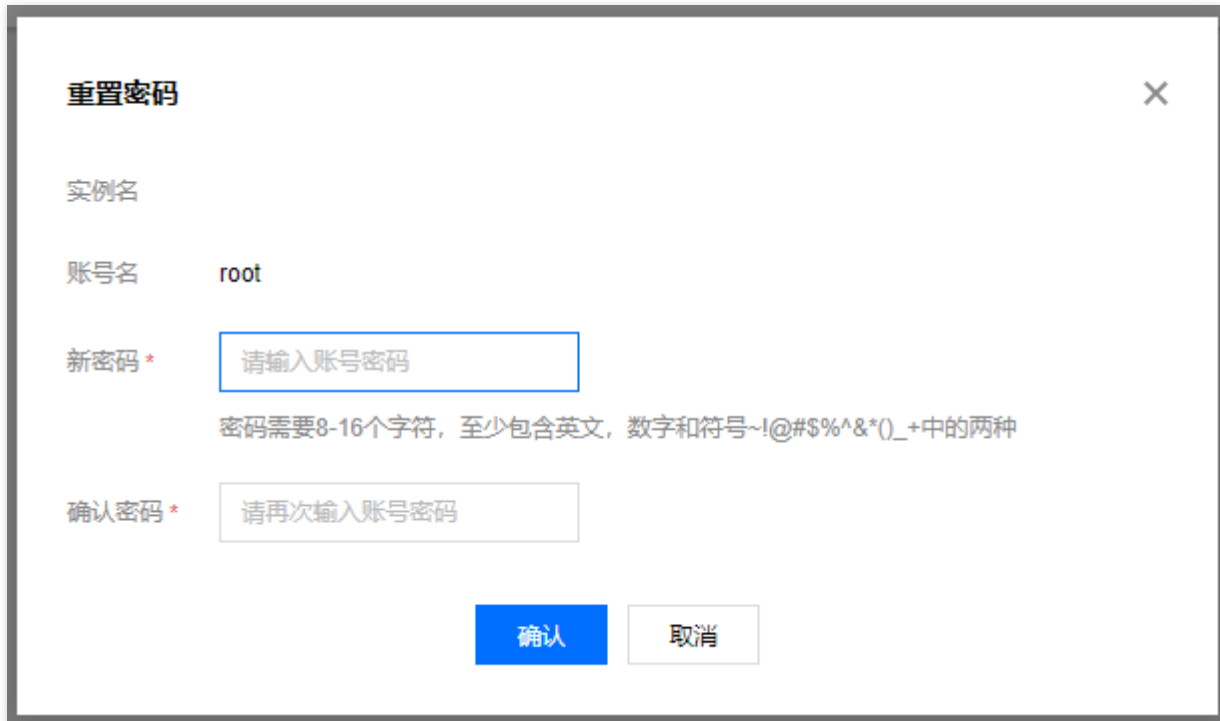 重置密码
实例名
账号名 root
新密码 * 请输入账号密码
密码需要8-16个字符，至少包含英文，数字和符号~!@#$%^&*()_+中的两种
确认密码 * 请再次输入账号密码
确认 取消